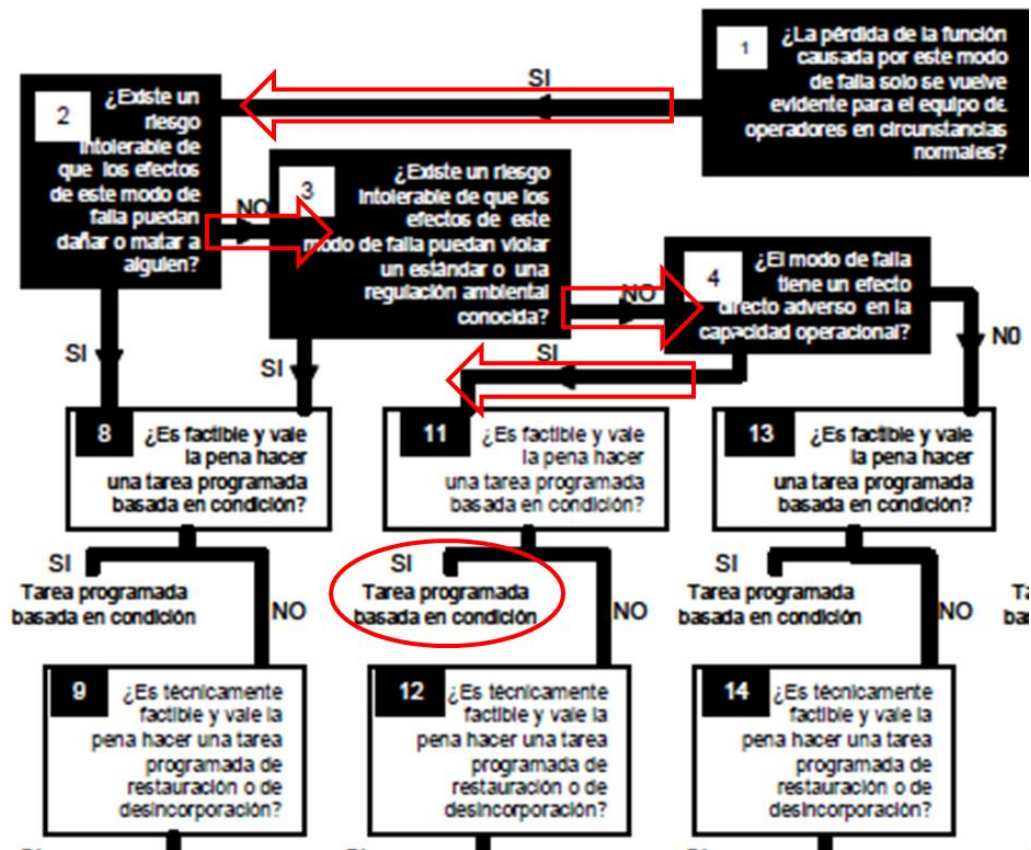 1
¿La pérdida de la función
causada por este modo
de falla solo se vuelve
evidente para el equipo de
operadores en circunstancias
normales?
SI
2
¿Existe un
riesgo
intolerable de
que los efectos
de este modo de
falla puedan
dañar o matar a
alguien?
NO
3
¿Existe un riesgo
intolerable de que los
efectos de este
modo de falla puedan violar
un estándar o una
regulación ambiental
conocida?
NO
4
¿El modo de falla
tiene un efecto
directo adverso en la
capacidad operacional?
N0
SI
SI
SI
8
¿Es factible y vale
la pena hacer
una tarea programada
basada en condición?
11
¿Es factible y vale
la pena hacer
una tarea programada
basada en condición?
13
¿Es factible y vale
la pena hacer
una tarea programada
basada en condición?
SI
Tarea programada
basada en condición
NO
SI
Tarea programada
basada en condición
NO
SI
Tarea programada
basada en condición
NO
9
¿Es técnicamente
factible y vale la
pena hacer una tarea
programada de
restauración o de
desincorporación?
12
¿Es técnicamente
factible y vale la
pena hacer una tarea
programada de
restauración o de
desincorporación?
14
¿Es técnicamente
factible y vale la
pena hacer una tarea
programada de
restauración o de
desincorporación?